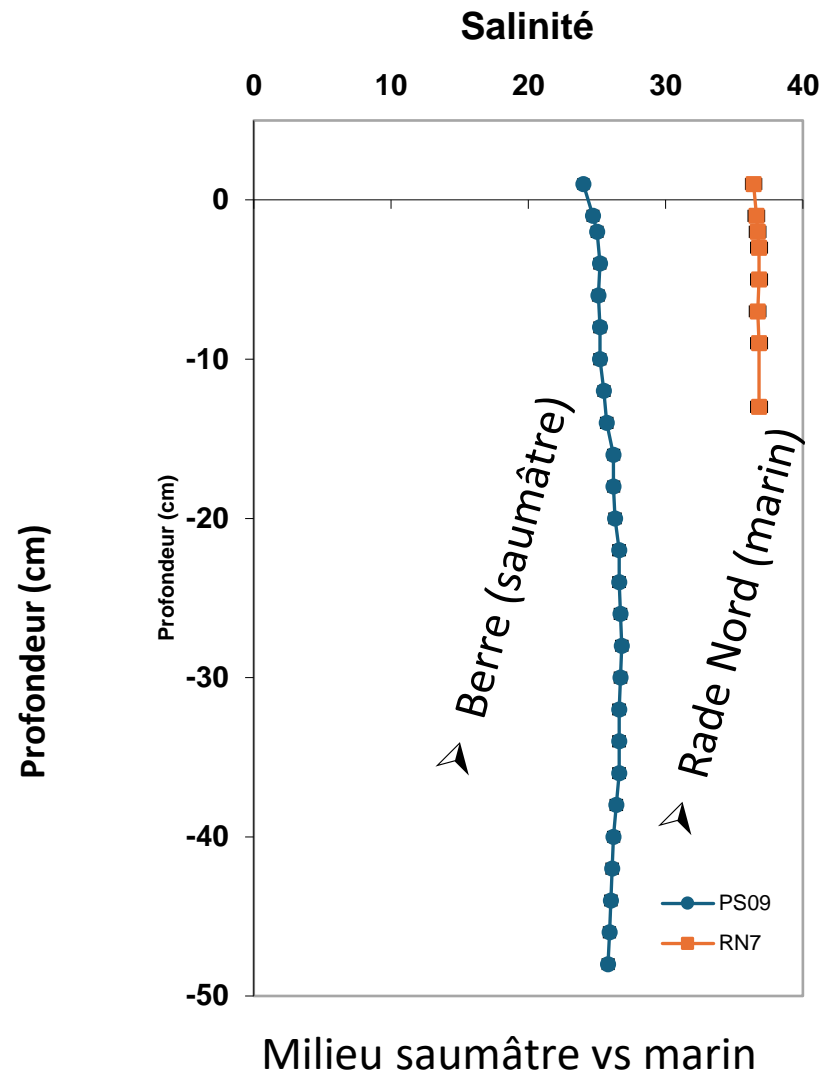 Salinité
0 10 20 30 40
0
-10
-20
-30
-40
-50
Profondeur (cm)
Profondeur (cm)
➢ Berre (saumâtre)
➢ Rade Nord (marin)
PS09
RN7
Milieu saumâtre vs marin